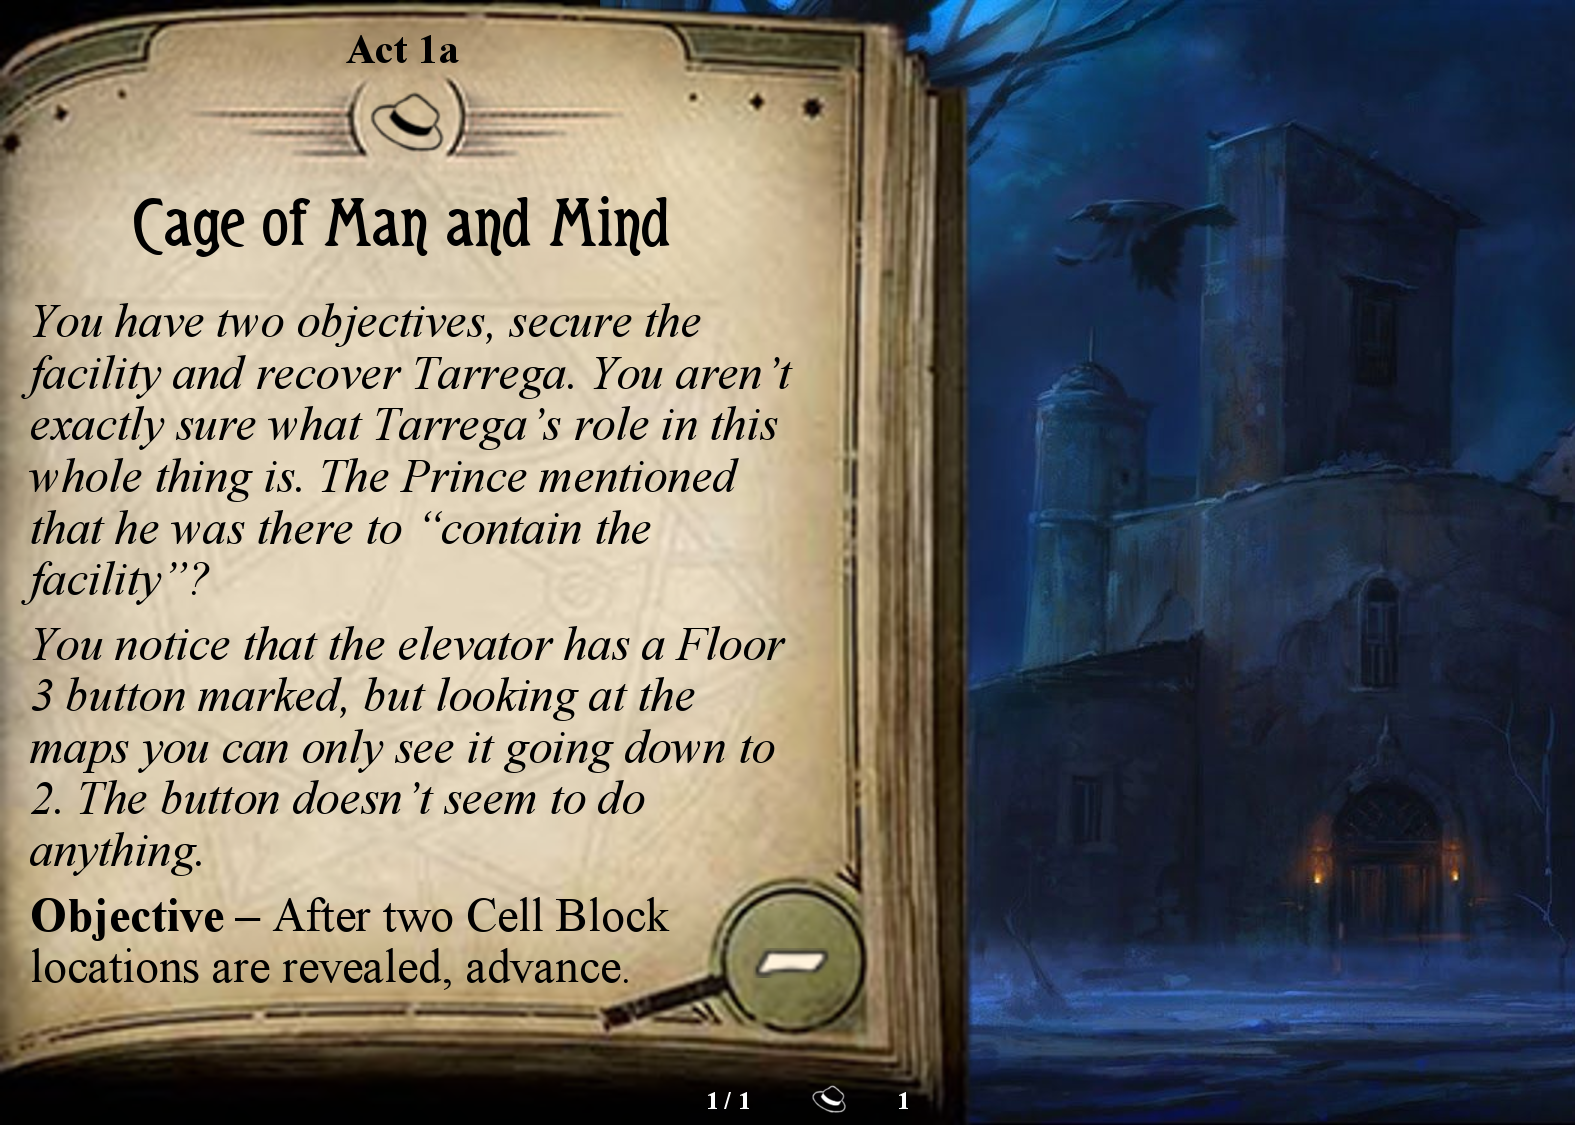 Act 1a
Cage of Man and Mind
You have two objectives, secure the
facility and recover Tarrega. You aren’t
exactly sure what Tarrega’s role in this
whole thing is. The Prince mentioned
that he was there to “contain the
facility”?
You notice that the elevator has a Floor
3 button marked, but looking at the
maps you can only see it going down to
2. The button doesn’t seem to do
anything.
Objective – After two Cell Block
locations are revealed, advance.
–
1 / 1 1